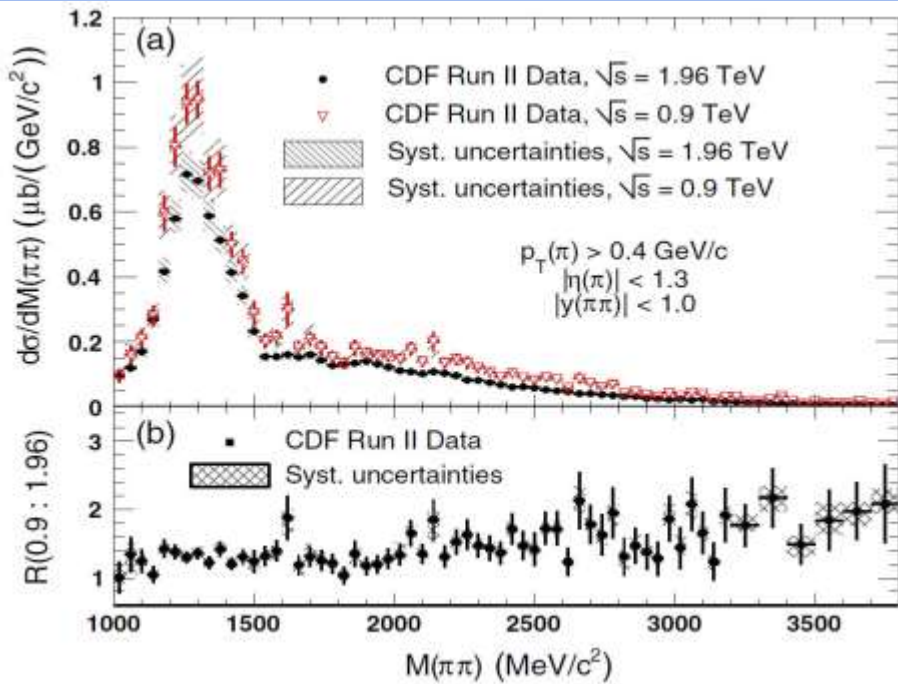 (a)
CDF Run II Data, √s = 1.96 TeV
CDF Run II Data, √s = 0.9 TeV
Syst. uncertainties, √s = 1.96 TeV
Syst. uncertainties, √s = 0.9 TeV
p_T(π) > 0.4 GeV/c
|η(π)| < 1.3
|y(ππ)| < 1.0
dσ/dM(ππ) (μb/(GeV/c²))
1.2
1
0.8
0.6
0.4
0.2
0
(b)
CDF Run II Data
Syst. uncertainties
R(0.9 : 1.96)
3
2
1
1000 1500 2000 2500 3000 3500
M(ππ) (MeV/c²)